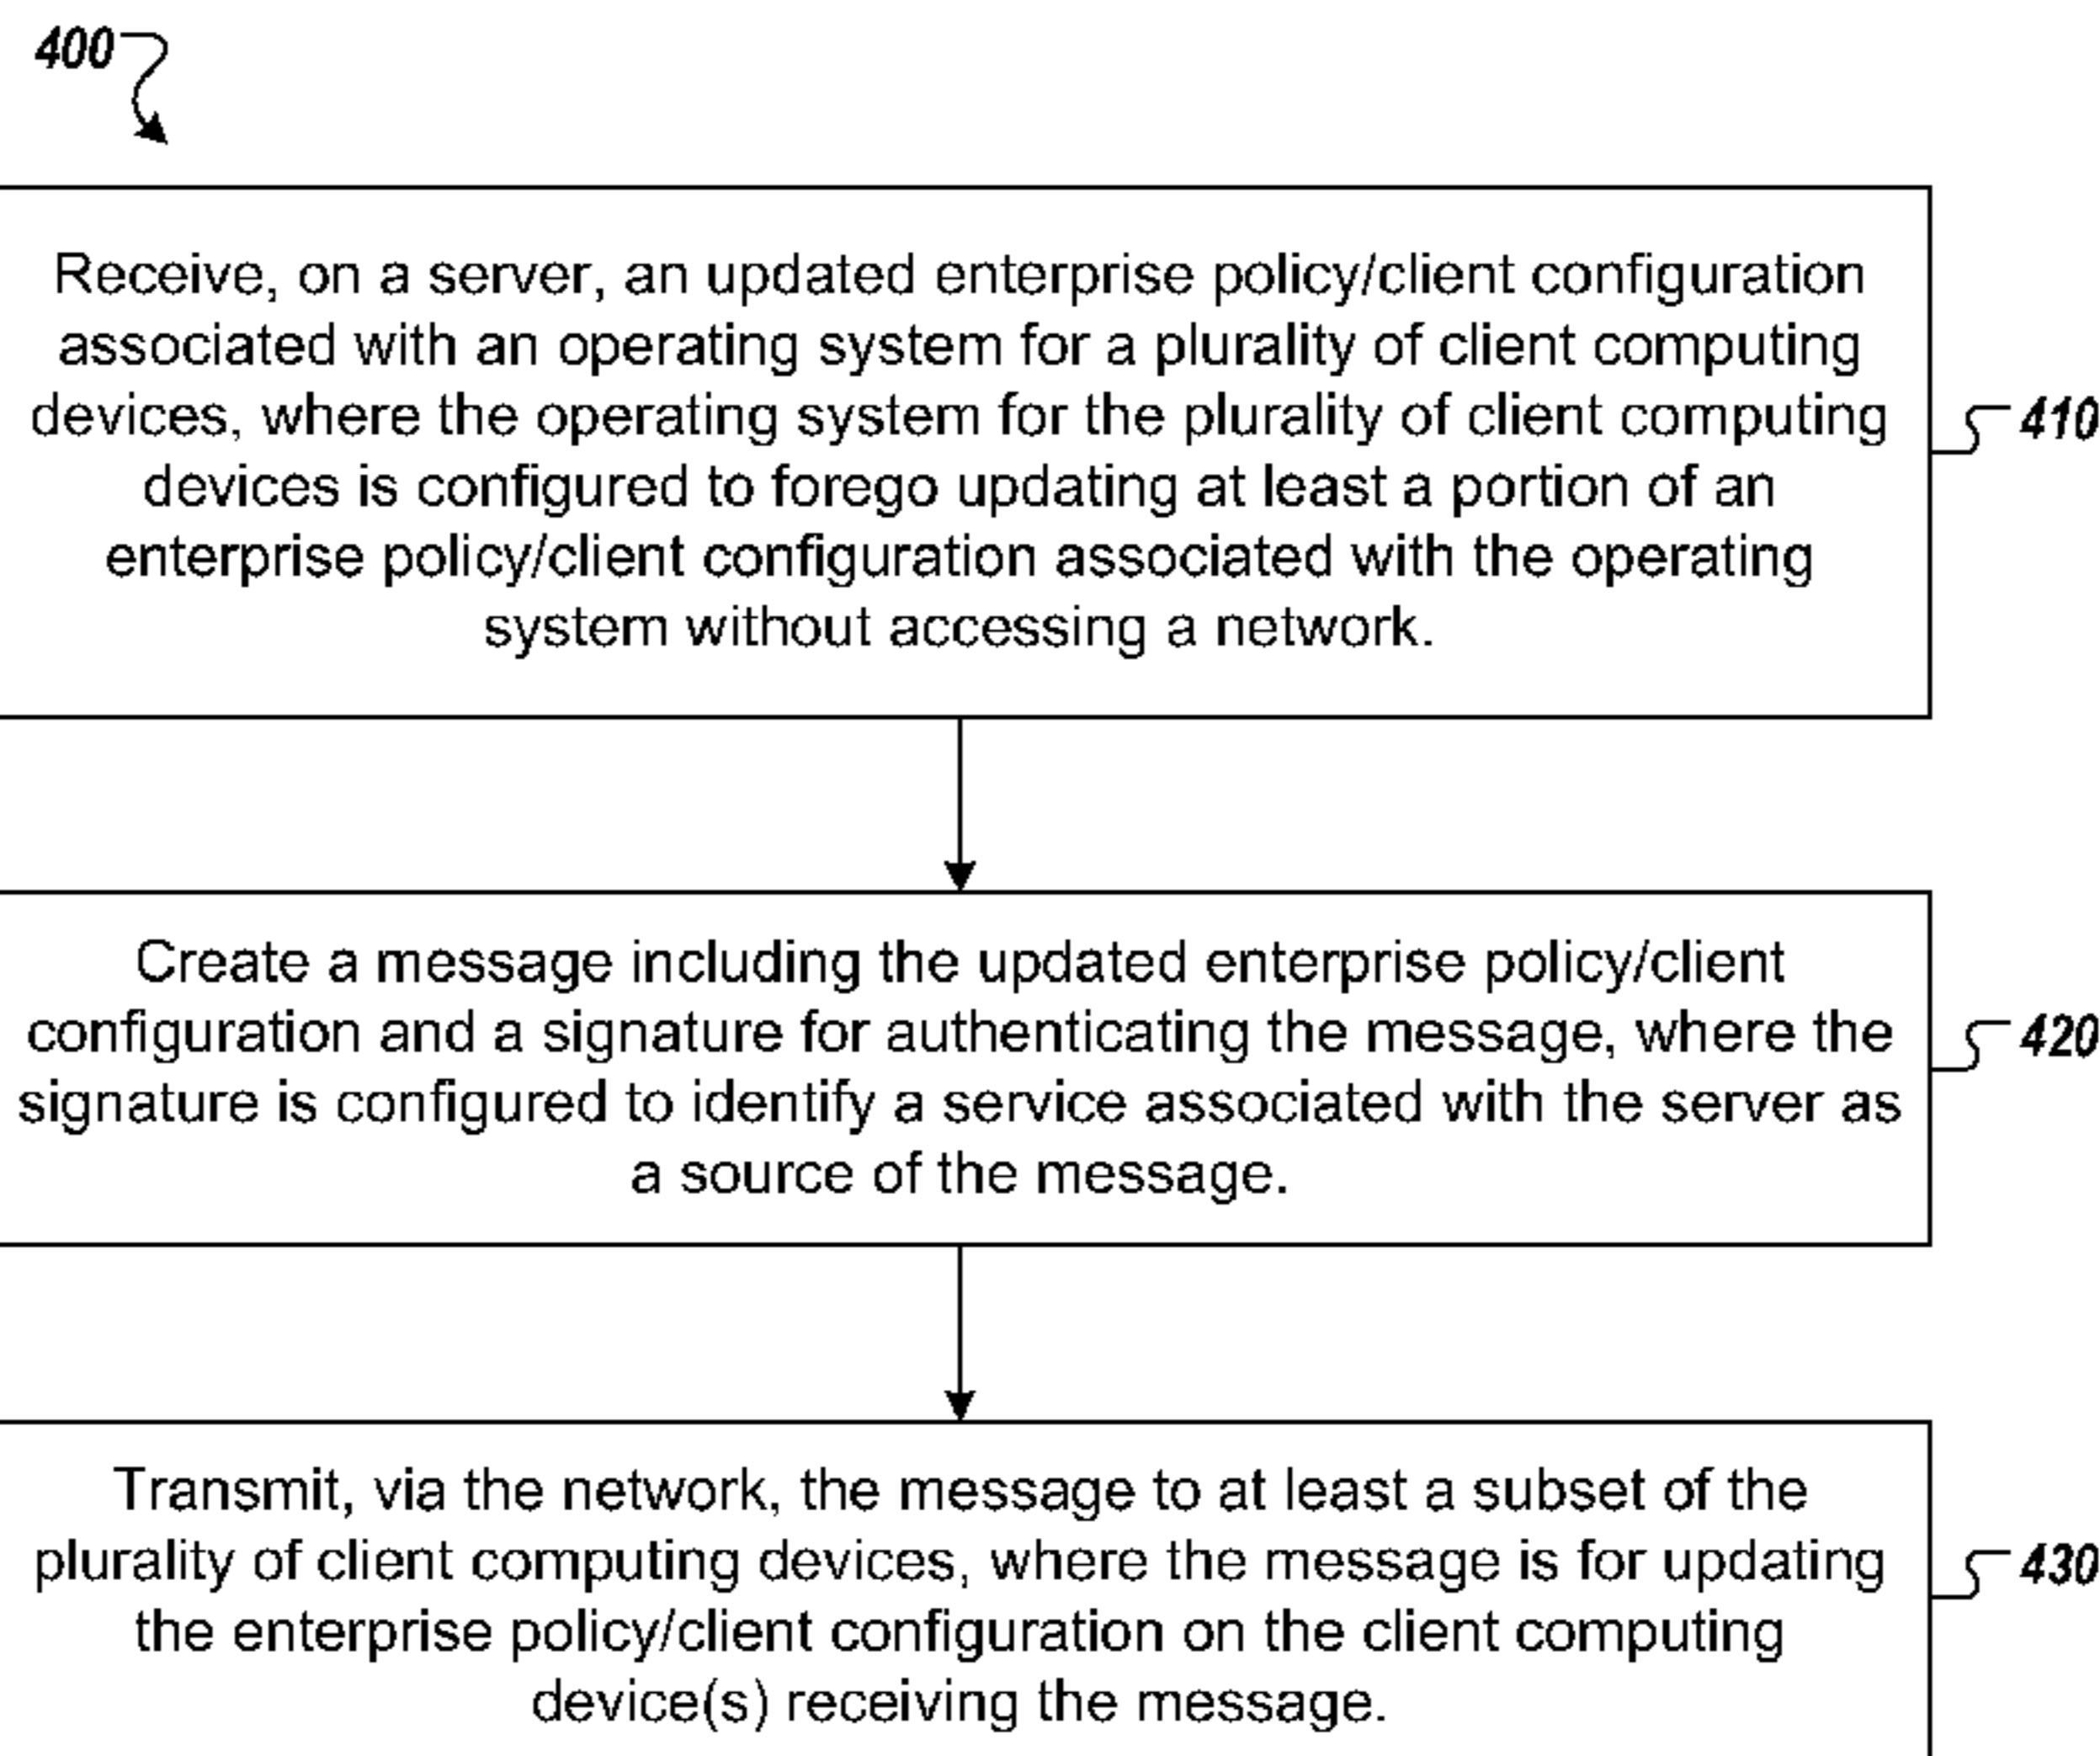 400
Receive, on a server, an updated enterprise policy/client configuration
associated with an operating system for a plurality of client computing
devices, where the operating system for the plurality of client computing
devices is configured to forego updating at least a portion of an
enterprise policy/client configuration associated with the operating
system without accessing a network.
410
Create a message including the updated enterprise policy/client
configuration and a signature for authenticating the message, where the
signature is configured to identify a service associated with the server as
a source of the message.
420
Transmit, via the network, the message to at least a subset of the
plurality of client computing devices, where the message is for updating
the enterprise policy/client configuration on the client computing
device(s) receiving the message.
430